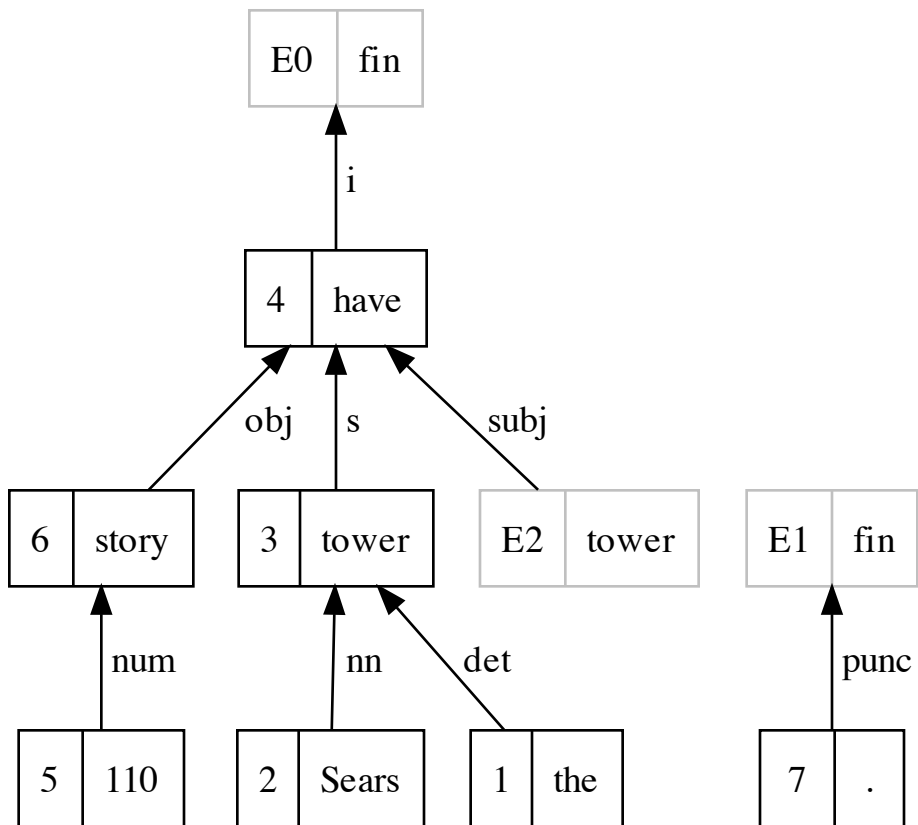 E0 fin
i
4 have
obj s subj
6 story 3 tower E2 tower E1 fin
num nn det punc
5 110 2 Sears 1 the 7 .